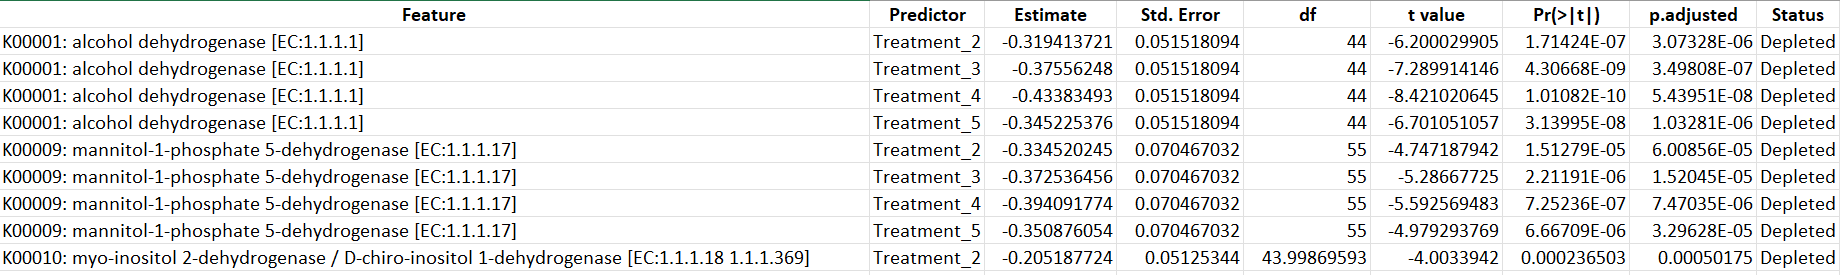 Feature Predictor Estimate Std. Error df t value Pr(>|t|) p.adjusted Status
K00001: alcohol dehydrogenase [EC:1.1.1.1] Treatment_2 -0.319413721 0.051518094 44 -6.200029905 1.71424E-07 3.07328E-06 Depleted
K00001: alcohol dehydrogenase [EC:1.1.1.1] Treatment_3 -0.37556248 0.051518094 44 -7.289914146 4.30668E-09 3.49808E-07 Depleted
K00001: alcohol dehydrogenase [EC:1.1.1.1] Treatment_4 -0.43383493 0.051518094 44 -8.421020645 1.01082E-10 5.43951E-08 Depleted
K00001: alcohol dehydrogenase [EC:1.1.1.1] Treatment_5 -0.345225376 0.051518094 44 -6.701051057 3.13995E-08 1.03281E-06 Depleted
K00009: mannitol-1-phosphate 5-dehydrogenase [EC:1.1.1.17] Treatment_2 -0.334520245 0.070467032 55 -4.747187942 1.51279E-05 6.00856E-05 Depleted
K00009: mannitol-1-phosphate 5-dehydrogenase [EC:1.1.1.17] Treatment_3 -0.372536456 0.070467032 55 -5.28667725 2.21191E-06 1.52045E-05 Depleted
K00009: mannitol-1-phosphate 5-dehydrogenase [EC:1.1.1.17] Treatment_4 -0.394091774 0.070467032 55 -5.592569483 7.25236E-07 7.47035E-06 Depleted
K00009: mannitol-1-phosphate 5-dehydrogenase [EC:1.1.1.17] Treatment_5 -0.350876054 0.070467032 55 -4.979293769 6.66709E-06 3.29628E-05 Depleted
K00010: myo-inositol 2-dehydrogenase / D-chiro-inositol 1-dehydrogenase [EC:1.1.1.18 1.1.1.369] Treatment_2 -0.205187724 0.05125344 43.99869593 -4.0033942 0.000236503 0.00050175 Depleted